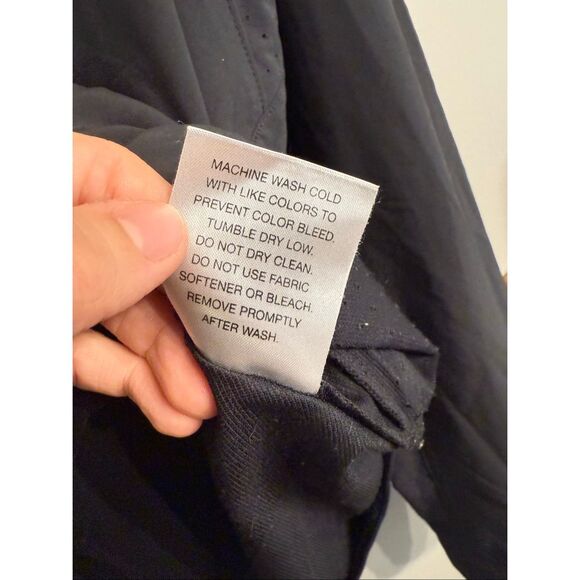 MACHINE WASH COLD
WITH LIKE COLORS TO
PREVENT COLOR BLEED.
TUMBLE DRY LOW.
DO NOT DRY CLEAN.
DO NOT USE FABRIC
SOFTENER OR BLEACH.
REMOVE PROMPTLY
AFTER WASH.